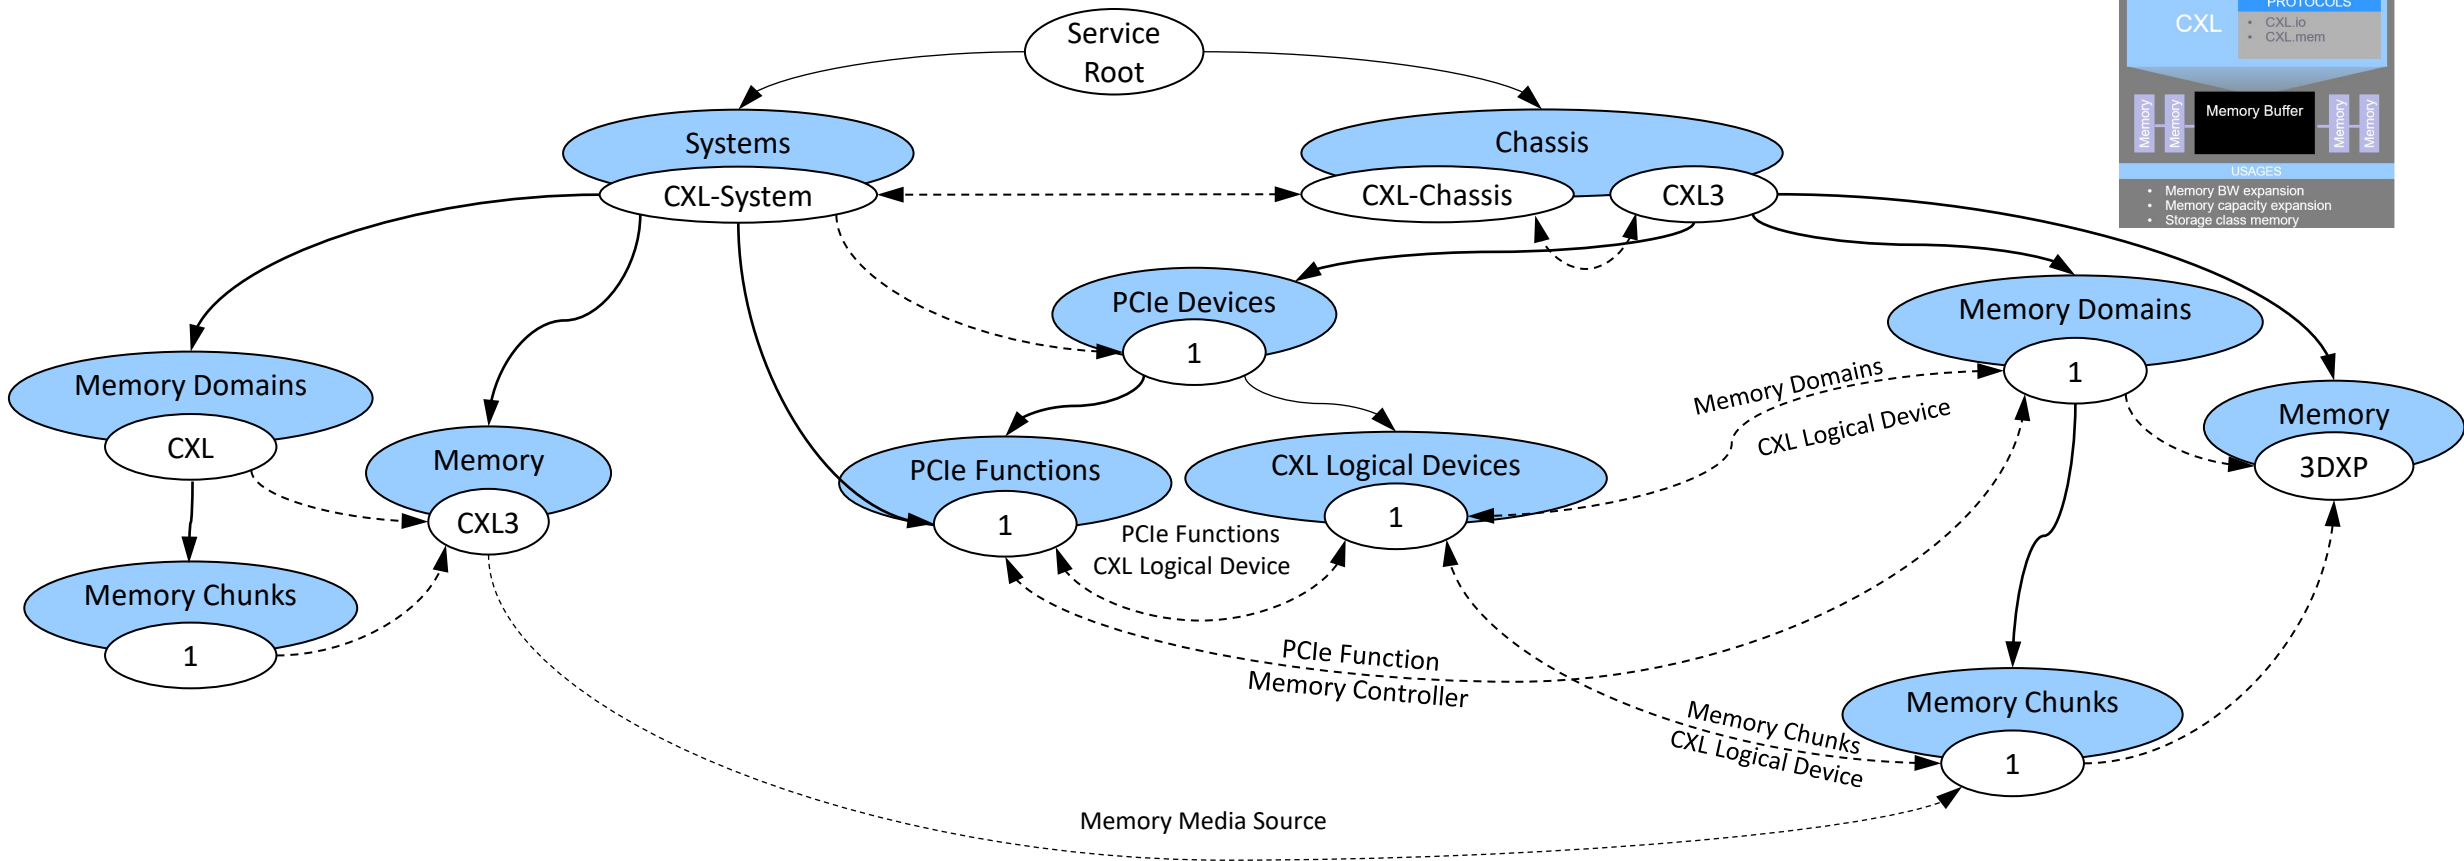 Service
Root
PROTOCOLS
CXL
• CXL.io
• CXL.mem
Memory
Memory
Memory Buffer
Memory
Memory
USAGES
• Memory BW expansion
• Memory capacity expansion
• Storage class memory
Systems
CXL-System
Chassis
CXL-Chassis
CXL3
PCIe Devices
1
Memory Domains
1
Memory Domains
CXL
Memory
CXL3
PCIe Functions
1
CXL Logical Devices
1
Memory Domains
CXL Logical Device
Memory
3DXP
PCIe Functions
CXL Logical Device
Memory Chunks
1
PCIe Function
Memory Controller
Memory Chunks
CXL Logical Device
Memory Chunks
1
Memory Media Source